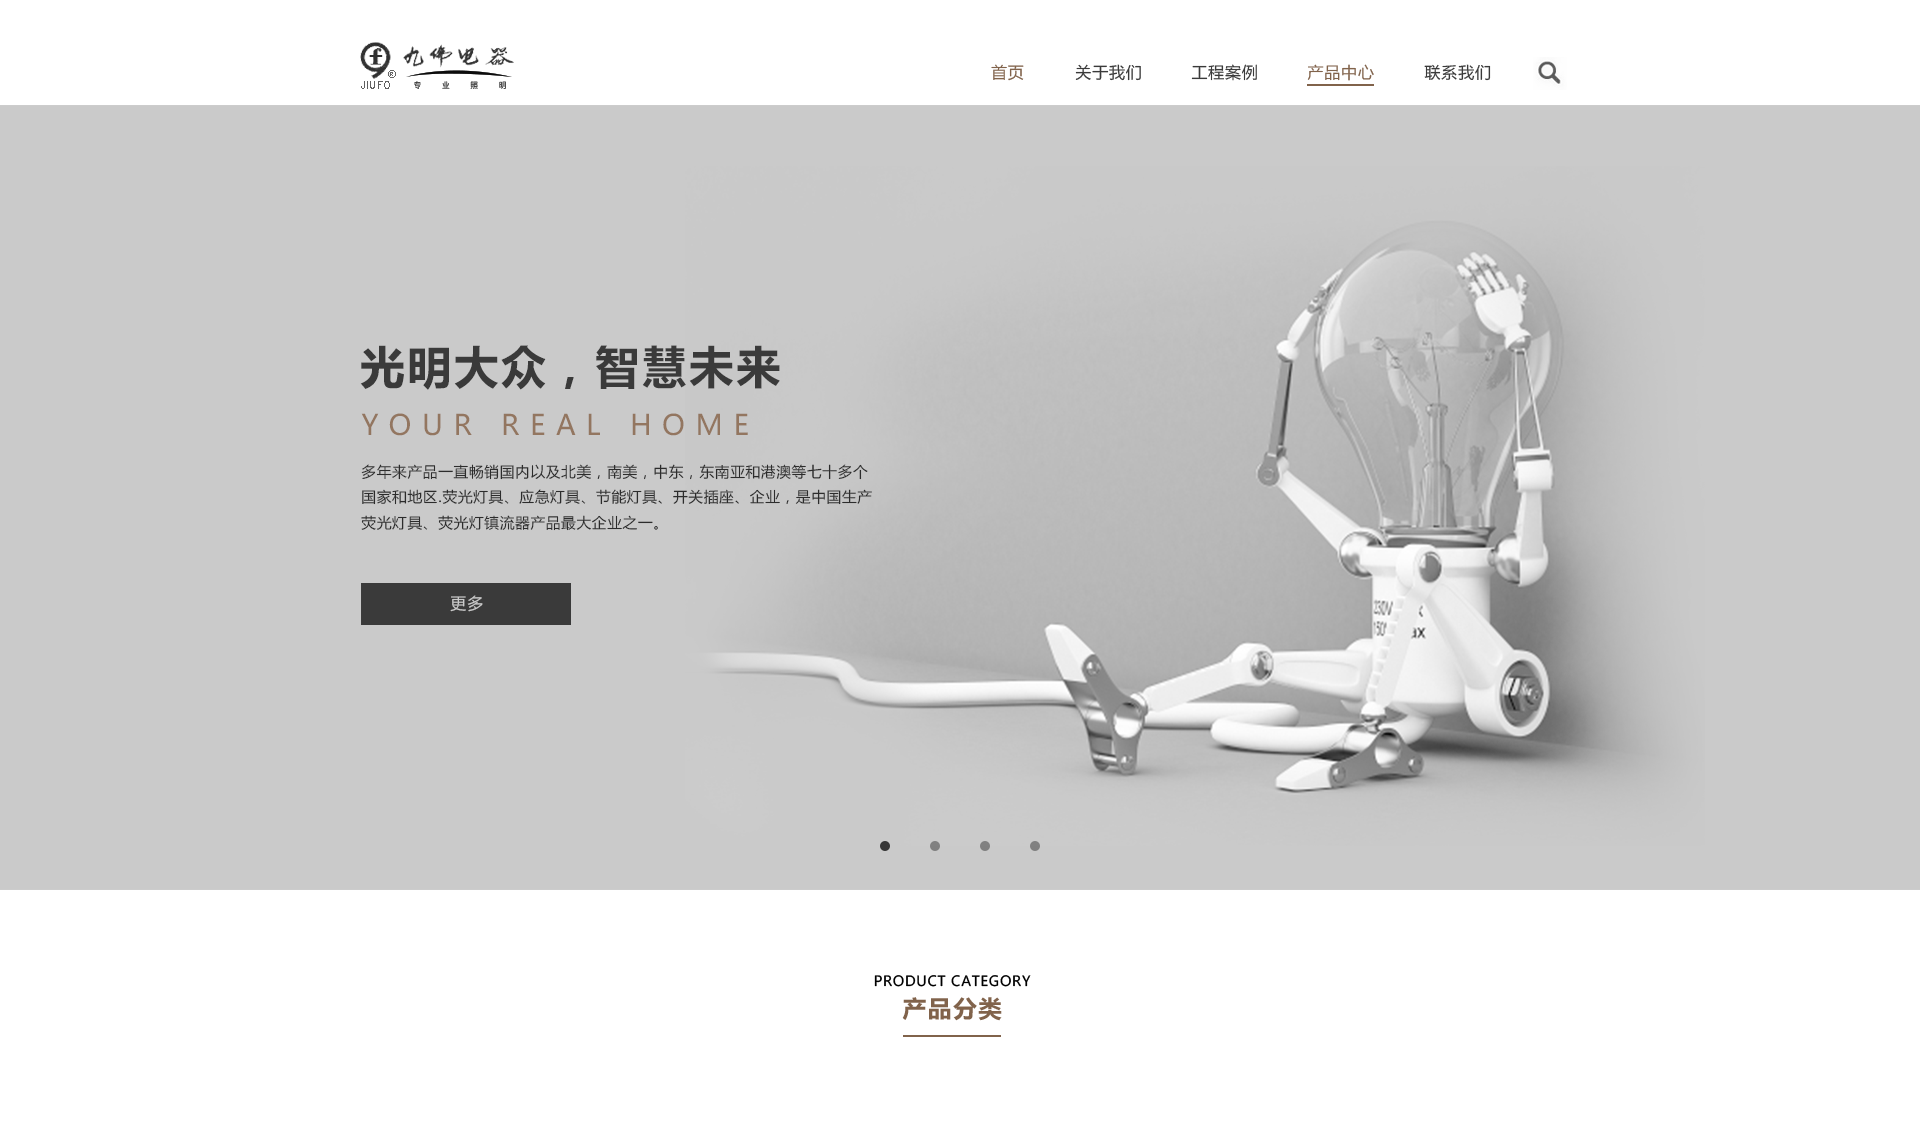 九佛电器
JIUFO
专业照明
首页
关于我们
工程案例
产品中心
联系我们
光明大众，智慧未来
YOUR REAL HOME
多年来产品一直畅销国内以及北美，南美，中东，东南亚和港澳等七十多个
国家和地区.荧光灯具、应急灯具、节能灯具、开关插座、企业，是中国生产
荧光灯具、荧光灯镇流器产品最大企业之一。
更多
230V
PRODUCT CATEGORY
产品分类